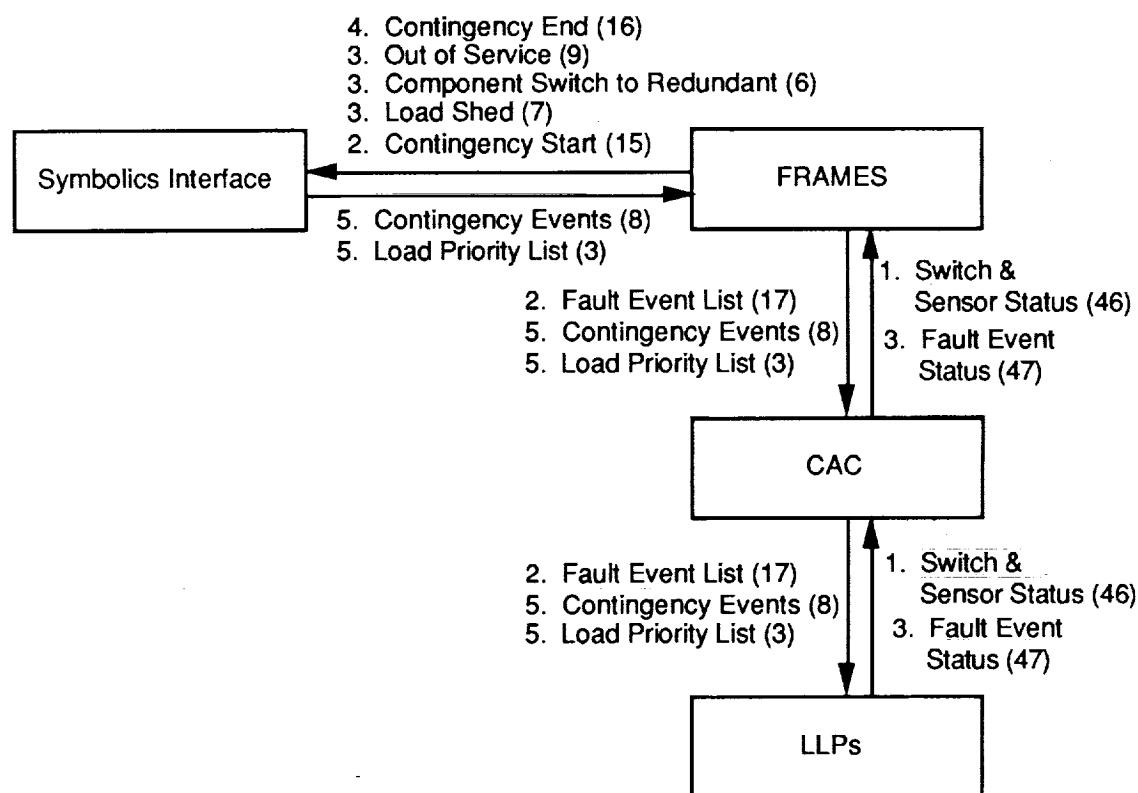 4. Contingency End (16)
3. Out of Service (9)
3. Component Switch to Redundant (6)
3. Load Shed (7)
2. Contingency Start (15)
Symbolics Interface
FRAMES
5. Contingency Events (8)
5. Load Priority List (3)
2. Fault Event List (17)
5. Contingency Events (8)
5. Load Priority List (3)
1. Switch &
Sensor Status (46)
3. Fault Event
Status (47)
CAC
2. Fault Event List (17)
5. Contingency Events (8)
5. Load Priority List (3)
1. Switch &
Sensor Status (46)
3. Fault Event
Status (47)
LLPs